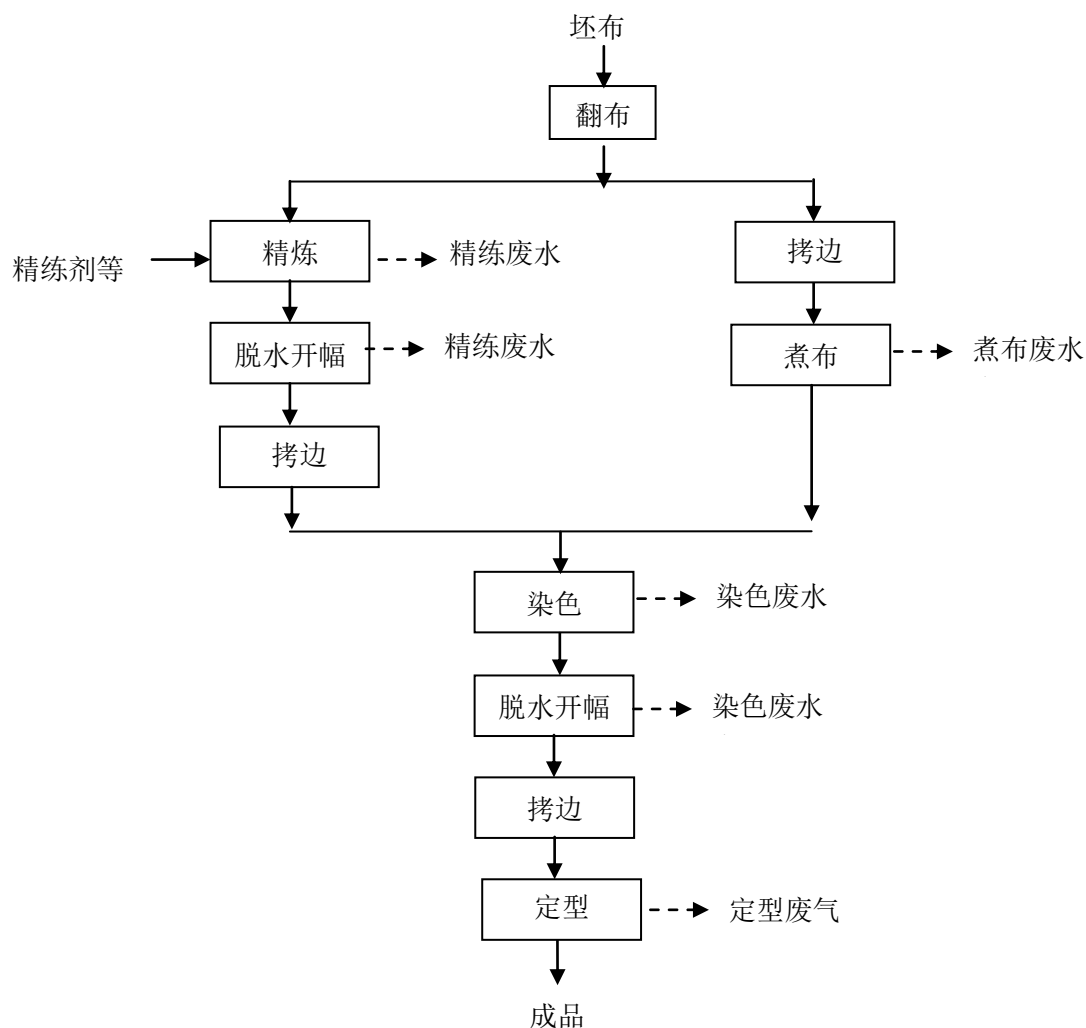 坯布
翻布
精炼
精练废水
拷边
精练剂等
脱水开幅
精练废水
煮布
煮布废水
拷边
染色
染色废水
脱水开幅
染色废水
拷边
定型
定型废气
成品